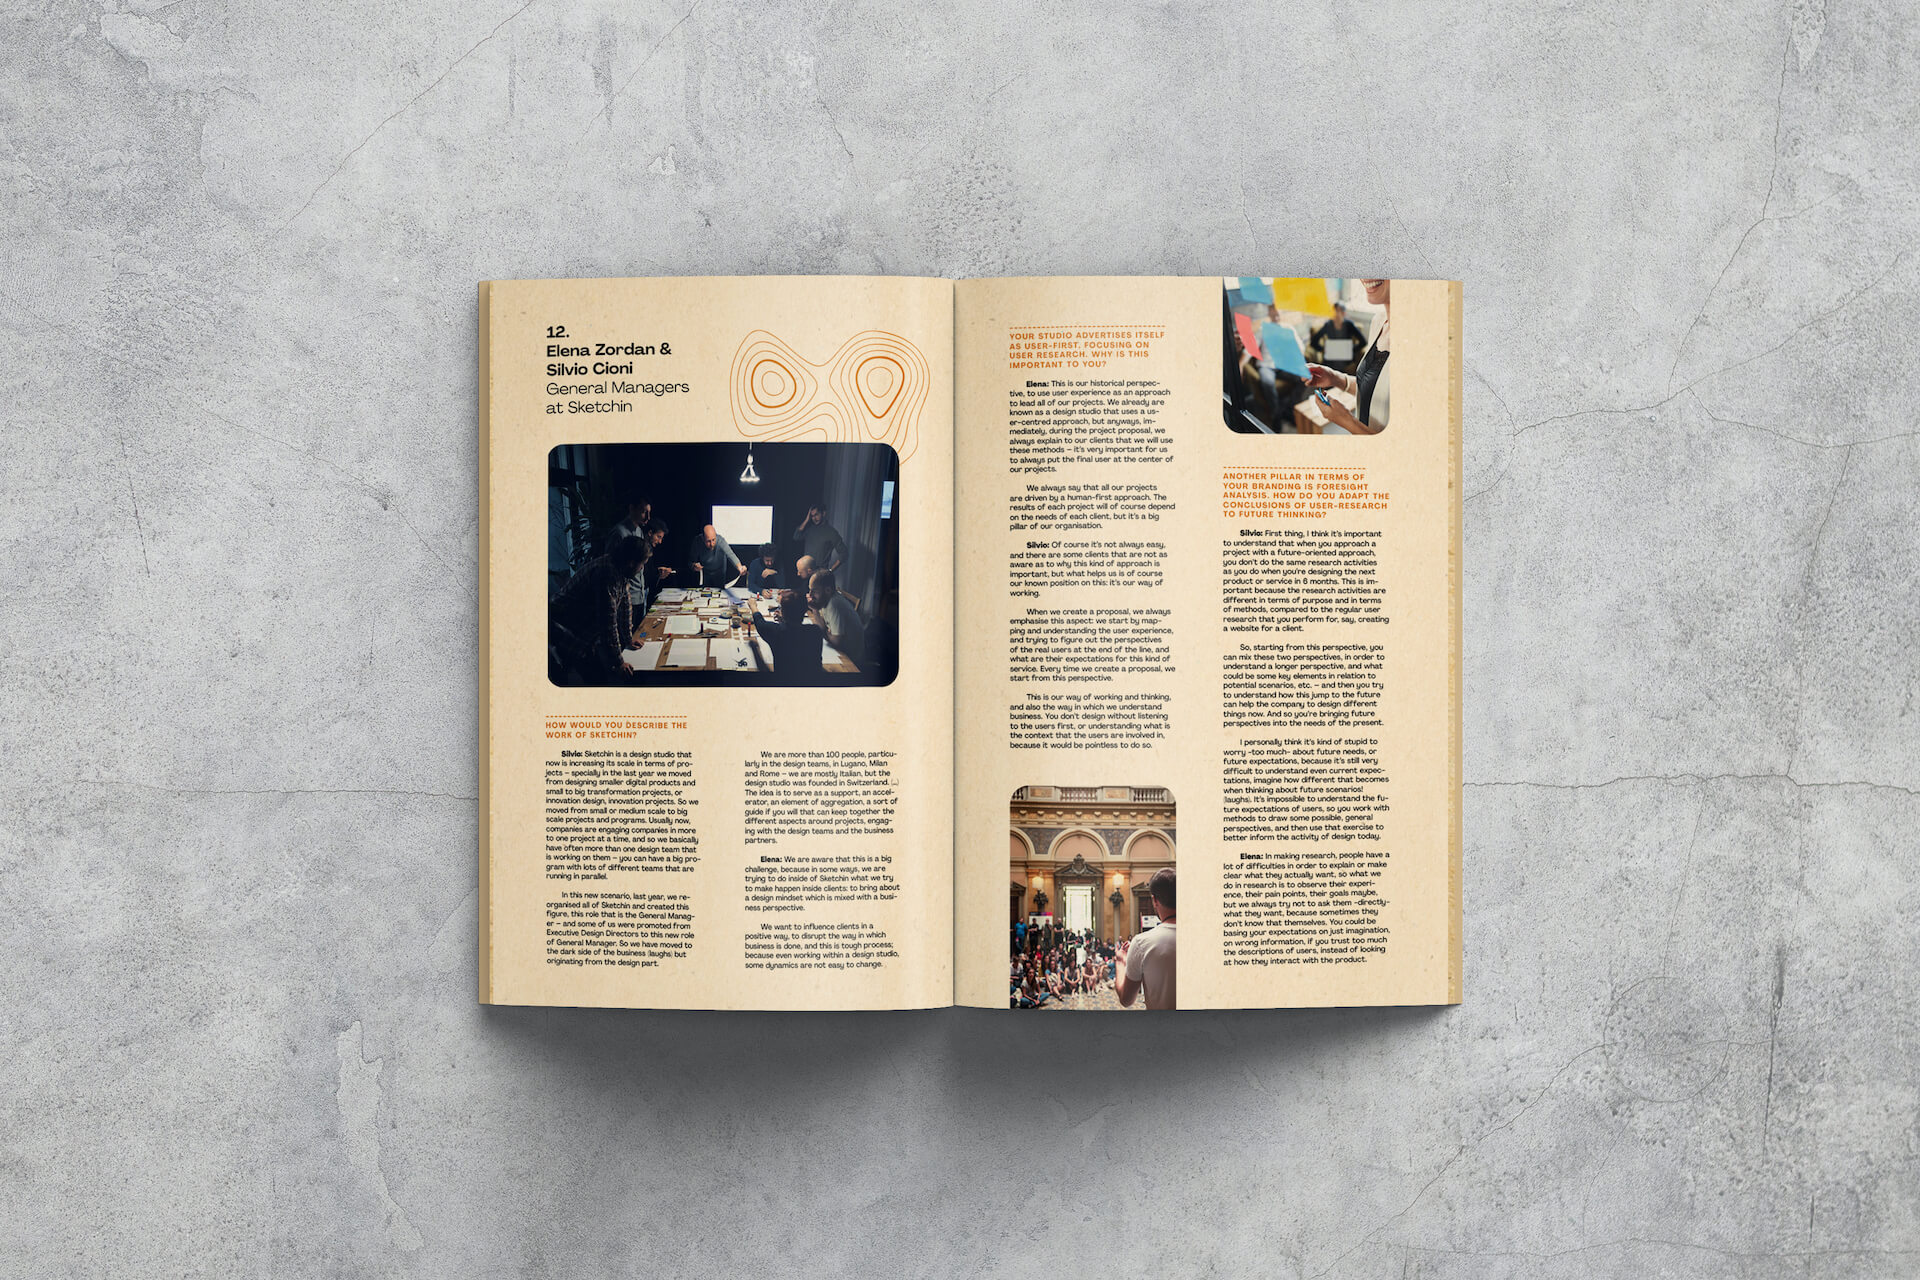 12.
Elena Zordan &
Silvio Cioni
General Managers
at Sketchin
HOW WOULD YOU DESCRIBE THE
WORK OF SKETCHIN?
Silvio: Sketchin is a design studio that
now is increasing its scale in terms of pro-
jects – specially in the last year we moved
from designing smaller digital products and
small to big transformation projects, or
innovation design, innovation projects. So we
moved from small or medium scale to big
scale projects and programs. Usually now,
companies are engaging companies in more
to one project at a time, and so we basically
have often more than one design team that
is working on them – you can have a big pro-
gram with lots of different teams that are
running in parallel.
In this new scenario, last year, we re-
organised all of Sketchin and created this
figure, this role that is the General Manag-
er – and some of us were promoted from
Executive Design Directors to this new role
of General Manager. So we have moved to
the dark side of the business (laughs) but
originating from the design part.
We are more than 100 people, particu-
larly in the design teams, in Lugano, Milan
and Rome – we are mostly Italian, but the
design studio was founded in Switzerland. (...)
The idea is to serve as a support, an accel-
erator, an element of aggregation, a sort of
guide if you will that can keep together the
different aspects around projects, engag-
ing with the design teams and the business
partners.
Elena: We are aware that this is a big
challenge, because in some ways, we are
trying to do inside of Sketchin what we try
to make happen inside clients: to bring about
a design mindset which is mixed with a busi-
ness perspective.
We want to influence clients in a
positive way, to disrupt the way in which
business is done, and this is tough process;
because even working within a design studio,
some dynamics are not easy to change.
YOUR STUDIO ADVERTISES ITSELF
AS USER-FIRST, FOCUSING ON
USER RESEARCH. WHY IS THIS
IMPORTANT TO YOU?
Elena: This is our historical perspec-
tive, to use user experience as an approach
to lead all of our projects. We already are
known as a design studio that uses a us-
er-centred approach, but anyways, im-
mediately, during the project proposal, we
always explain to our clients that we will use
these methods – it's very important for us
to always put the final user at the center of
our projects.
We always say that all our projects
are driven by a human-first approach. The
results of each project will of course depend
on the needs of each client, but it's a big
pillar of our organisation.
Silvio: Of course it's not always easy,
and there are some clients that are not as
aware as to why this kind of approach is
important, but what helps us is of course
our known position on this: it's our way of
working.
When we create a proposal, we always
emphasise this aspect: we start by map-
ping and understanding the user experience,
and trying to figure out the perspectives
of the real users at the end of the line, and
what are their expectations for this kind of
service. Every time we create a proposal, we
start from this perspective.
This is our way of working and thinking,
and also the way in which we understand
business. You don't design without listening
to the users first, or understanding what is
the context that the users are involved in,
because it would be pointless to do so.
ANOTHER PILLAR IN TERMS OF
YOUR BRANDING IS FORESIGHT
ANALYSIS. HOW DO YOU ADAPT THE
CONCLUSIONS OF USER-RESEARCH
TO FUTURE THINKING?
Silvio: First thing, I think it's important
to understand that when you approach a
project with a future-oriented approach,
you don't do the same research activities
as you do when you're designing the next
product or service in 6 months. This is im-
portant because the research activities are
different in terms of purpose and in terms
of methods, compared to the regular user
research that you perform for, say, creating
a website for a client.
So, starting from this perspective, you
can mix these two perspectives, in order to
understand a longer perspective, and what
could be some key elements in relation to
potential scenarios, etc. – and then you try
to understand how this jump to the future
can help the company to design different
things now. And so you're bringing future
perspectives into the needs of the present.
I personally think it's kind of stupid to
worry -too much- about future needs, or
future expectations, because it's still very
difficult to understand even current expec-
tations, imagine how different that becomes
when thinking about future scenarios!
(laughs). It's impossible to understand the fu-
ture expectations of users, so you work with
methods to draw some possible, general
perspectives, and then use that exercise to
better inform the activity of design today.
Elena: In making research, people have a
lot of difficulties in order to explain or make
clear what they actually want, so what we
do in research is to observe their experi-
ence, their pain points, their goals maybe,
but we always try not to ask them -directly-
what they want, because sometimes they
don't know that themselves. You could be
basing your expectations on just imagination,
on wrong information, if you trust too much
the descriptions of users, instead of looking
at how they interact with the product.